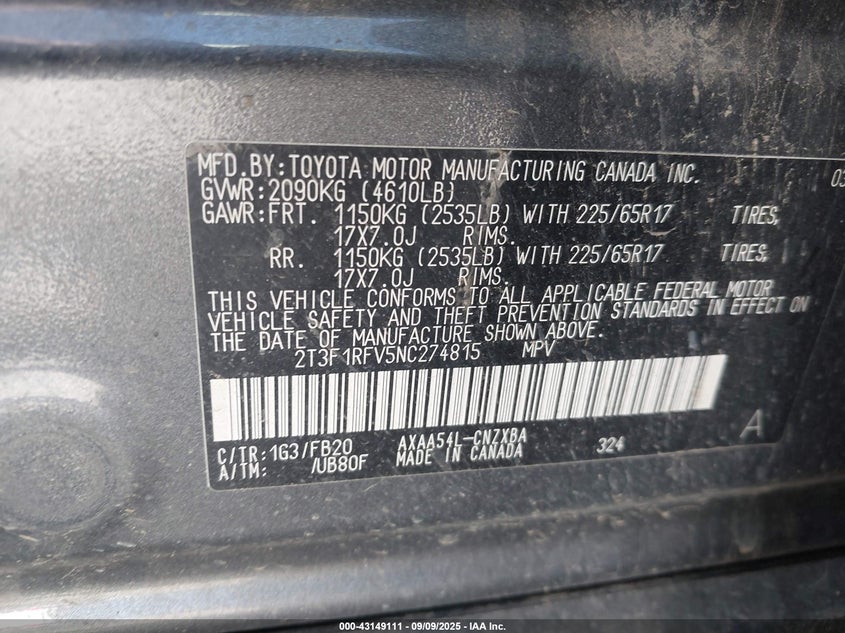 MFD.BY:TOYOTA MOTOR MANUFACTURING CANADA INC. 03
GVWR:2090KG (4610LB)
GAWR:FRT. 1150KG (2535LB) WITH 225/65R17 TIRES,
17X7.0J RIMS.
RR. 1150KG (2535LB) WITH 225/65R17 TIRES,
17X7.0J RIMS.
THIS VEHICLE CONFORMS TO ALL APPLICABLE FEDERAL MOTOR
VEHICLE SAFETY AND THEFT PREVENTION STANDARDS IN EFFECT ON
THE DATE OF MANUFACTURE SHOWN ABOVE.
2T3F1RFV5NC274815 MPV
C/TR:1G3/FB20 AXAA54L-CNZXBA 324 A
A/TM: /UB80F MADE IN CANADA
000-43149111 - 09/09/2025 - IAA Inc.